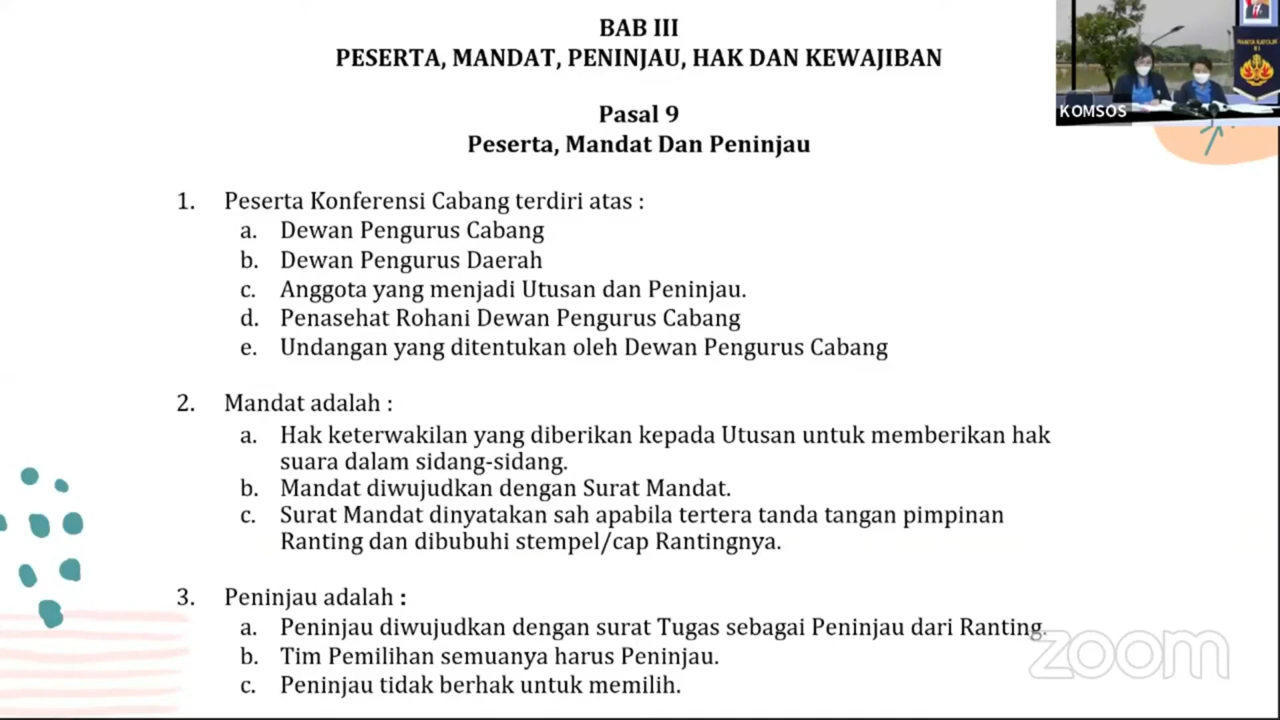 BAB III
PESERTA, MANDAT, PENINJAU, HAK DAN KEWAJIBAN
Pasal 9
Peserta, Mandat Dan Peninjau
1. Peserta Konferensi Cabang terdiri atas :
a. Dewan Pengurus Cabang
b. Dewan Pengurus Daerah
c. Anggota yang menjadi Utusan dan Peninjau.
d. Penasehat Rohani Dewan Pengurus Cabang
e. Undangan yang ditentukan oleh Dewan Pengurus Cabang
2. Mandat adalah :
a. Hak keterwakilan yang diberikan kepada Utusan untuk memberikan hak
suara dalam sidang-sidang.
b. Mandat diwujudkan dengan Surat Mandat.
c. Surat Mandat dinyatakan sah apabila tertera tanda tangan pimpinan
Ranting dan dibubuhi stempel/cap Rantingnya.
3. Peninjau adalah :
a. Peninjau diwujudkan dengan surat Tugas sebagai Peninjau dari Ranting.
b. Tim Pemilihan semuanya harus Peninjau.
c. Peninjau tidak berhak untuk memilih.
KOMSOS
WANITA KATOLIK
RI
zoom